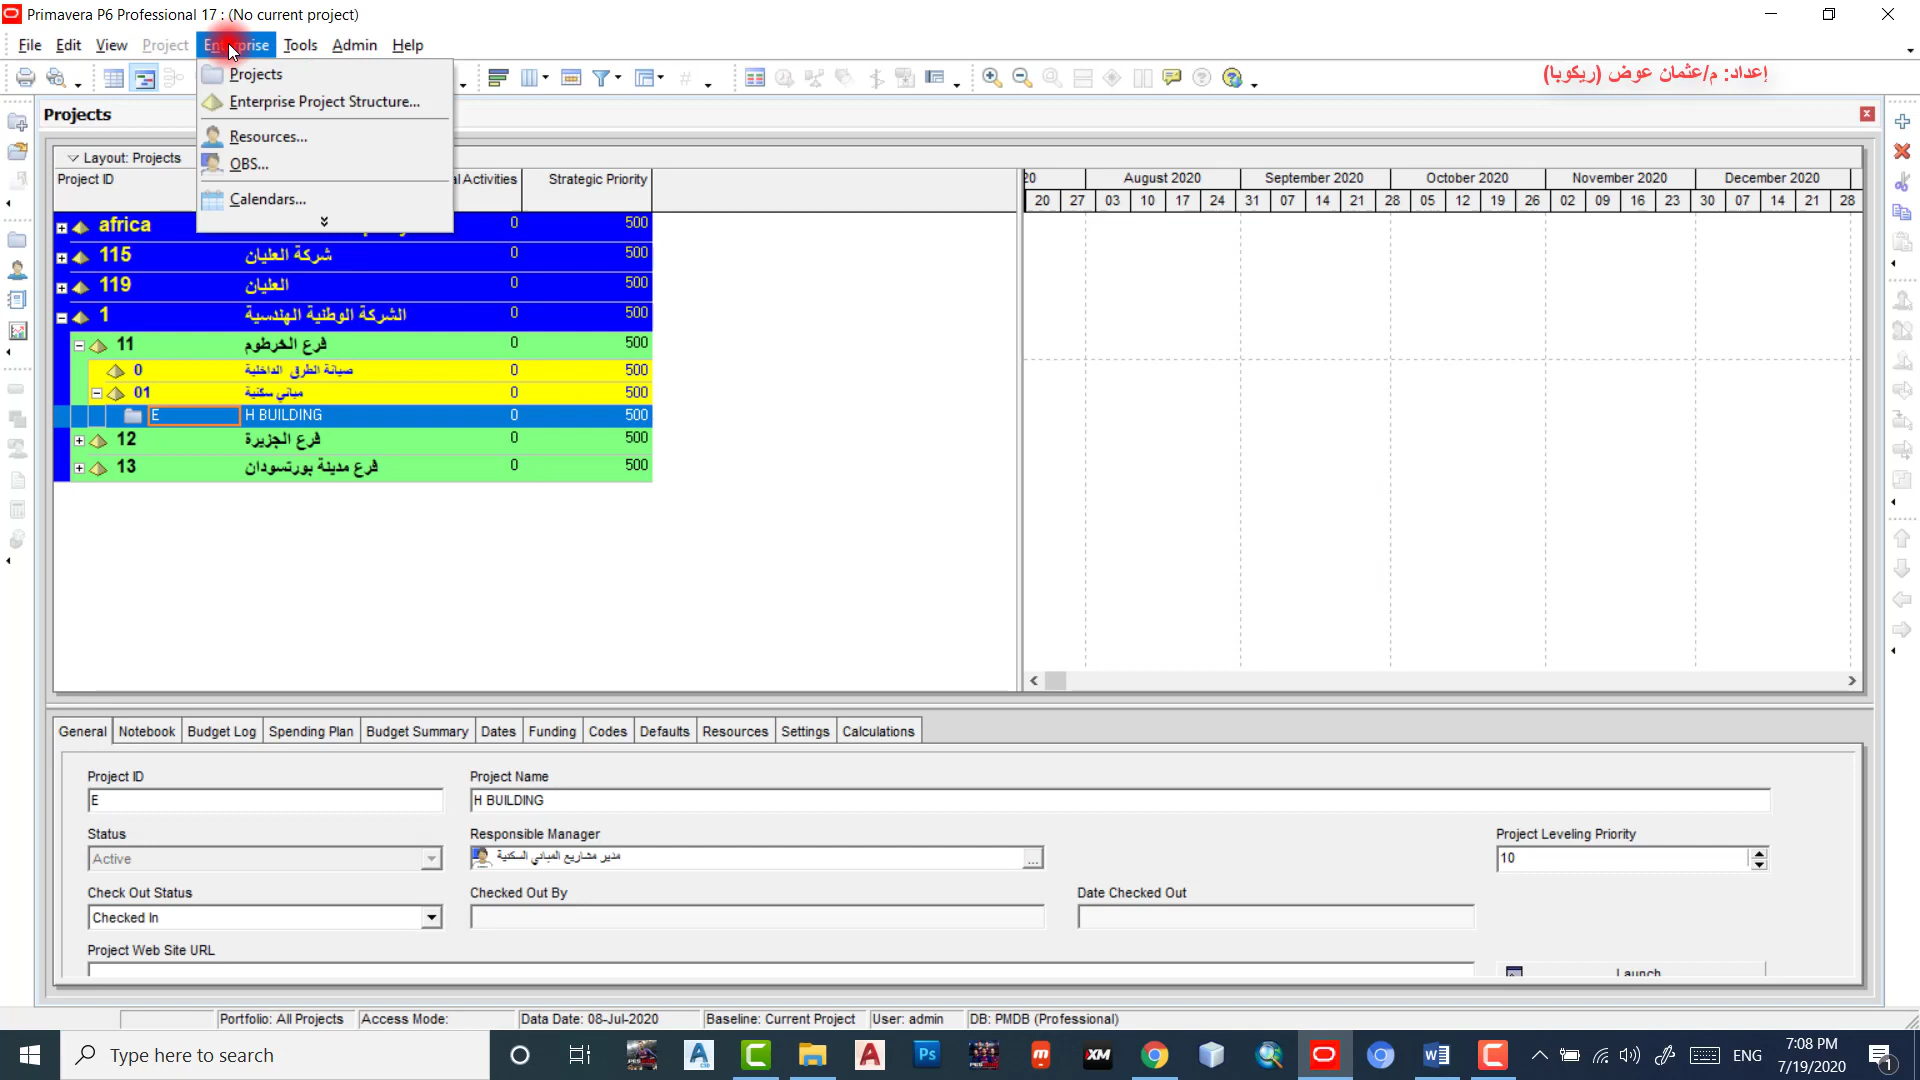 Primavera P6 Professional 17 : (No current project)
File Edit View Project Enterprise Tools Admin Help
Projects
Enterprise Project Structure...
Resources...
OBS...
Calendars...
إعداد: م/عثمان عوض (ريكوبا)
Projects
Layout: Projects
Project ID
al Activities
Strategic Priority
20 August 2020 September 2020 October 2020 November 2020 December 2020
20 27 03 10 17 24 31 07 14 21 28 05 12 19 26 02 09 16 23 30 07 14 21 28
africa 0 500
115 شركة العليان 0 500
119 العليان 0 500
1 الشركة الوطنية الهندسية 0 500
11 فرع الخرطوم 0 500
0 صيانة الطرق الداخلية 0 500
01 مباني سكنية 0 500
E H BUILDING 0 500
12 فرع الجزيرة 0 500
13 فرع مدينة بورتسودان 0 500
General Notebook Budget Log Spending Plan Budget Summary Dates Funding Codes Defaults Resources Settings Calculations
Project ID Project Name
E H BUILDING
Status Responsible Manager Project Leveling Priority
Active مدير مشاريع المباني السكنية ... 10
Check Out Status Checked Out By Date Checked Out
Checked In
Project Web Site URL
Launch
Portfolio: All Projects Access Mode: Data Date: 08-Jul-2020 Baseline: Current Project User: admin DB: PMDB (Professional)
Type here to search
Ps
XM
ENG
7:08 PM
7/19/2020
1